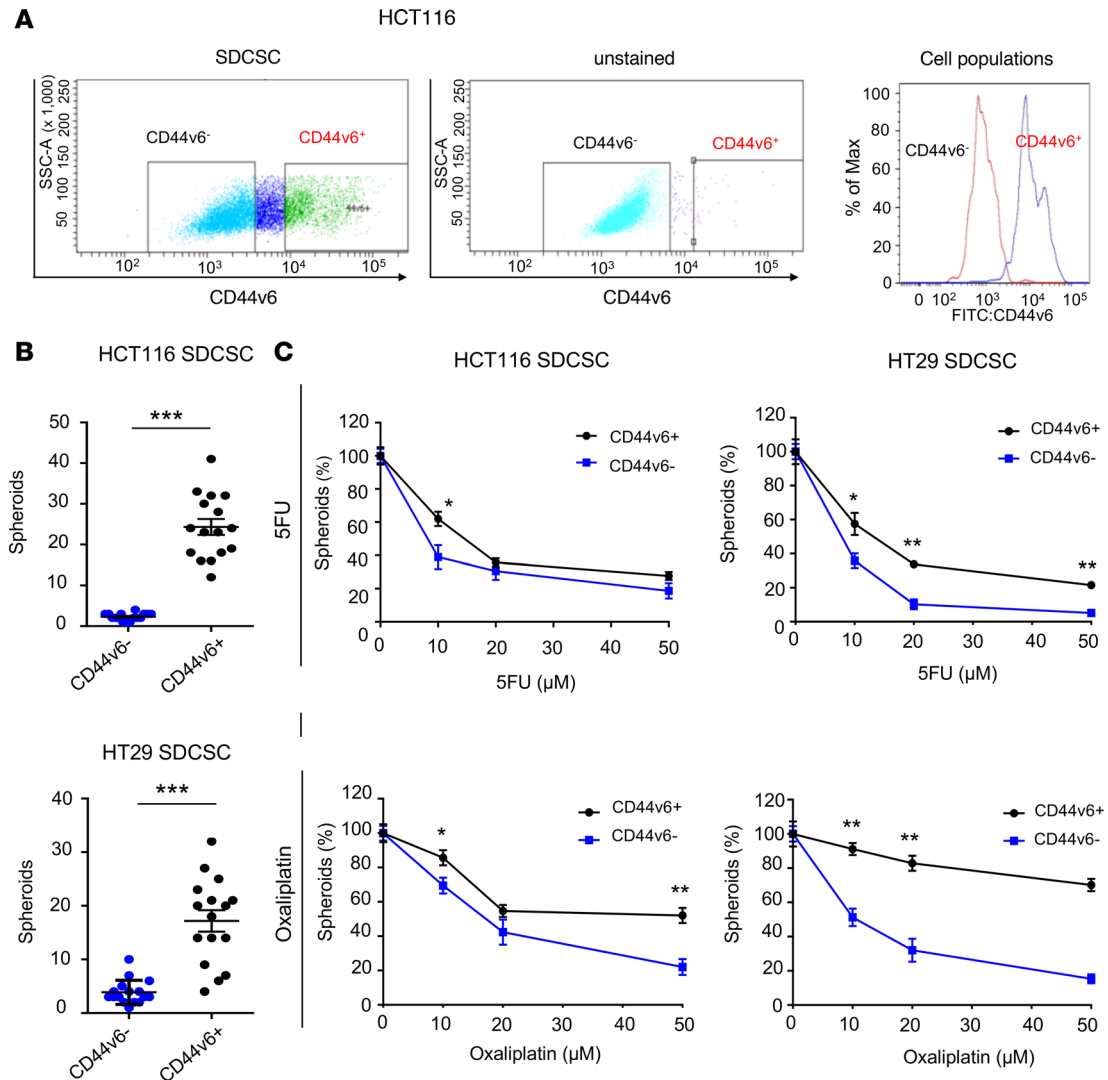 A
HCT116
SDCSC
SSC-A (x 1,000)
250
200
150
100
50
CD44v6-
CD44v6+
44v6+
10²
10³
10⁴
10⁵
CD44v6
unstained
SSC-A
250
200
150
100
50
CD44v6-
CD44v6+
10²
10³
10⁴
10⁵
CD44v6
Cell populations
% of Max
100
80
60
40
20
0
CD44v6-
CD44v6+
0 10² 10³ 10⁴ 10⁵
FITC:CD44v6
B
HCT116 SDCSC
Spheroids
50
40
30
20
10
0
***
CD44v6-
CD44v6+
HT29 SDCSC
Spheroids
40
30
20
10
0
***
CD44v6-
CD44v6+
C
5FU
HCT116 SDCSC
Spheroids (%)
120
100
80
60
40
20
0
*
CD44v6+
CD44v6-
0 10 20 30 40 50
5FU (µM)
HT29 SDCSC
Spheroids (%)
120
100
80
60
40
20
0
*
**
**
CD44v6+
CD44v6-
0 10 20 30 40 50
5FU (µM)
Oxaliplatin
Spheroids (%)
120
100
80
60
40
20
0
*
**
CD44v6+
CD44v6-
0 10 20 30 40 50
Oxaliplatin (µM)
Spheroids (%)
120
100
80
60
40
20
0
**
**
CD44v6+
CD44v6-
0 10 20 30 40 50
Oxaliplatin (µM)